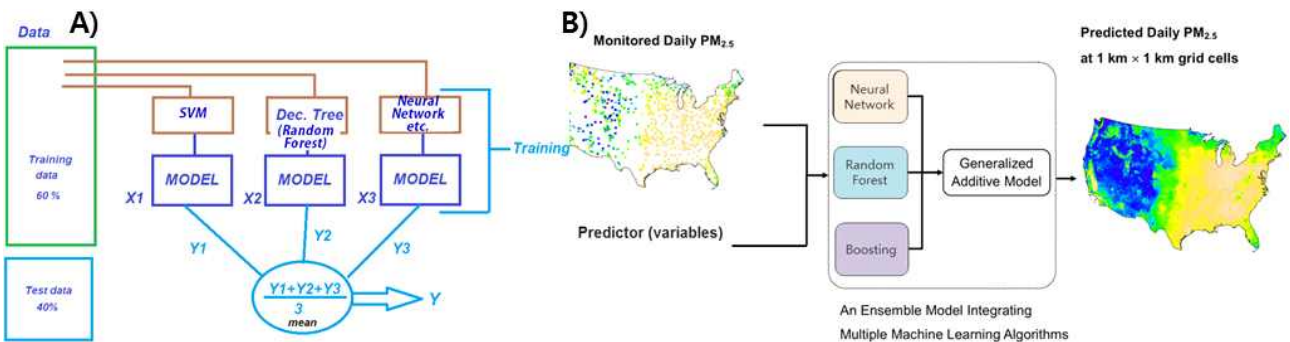 A)
Data
Training
data
60 %
Test data
40%
SVM
Dec. Tree
(Random
Forest)
Neural
Network
etc.
MODEL
MODEL
MODEL
X1
X2
X3
Training
Y1
Y2
Y3
Y1+Y2+Y3
3
mean
Y
B)
Monitored Daily PM₂.₅
Predictor (variables)
Neural
Network
Random
Forest
Boosting
Generalized
Additive Model
An Ensemble Model Integrating
Multiple Machine Learning Algorithms
Predicted Daily PM₂.₅
at 1 km × 1 km grid cells